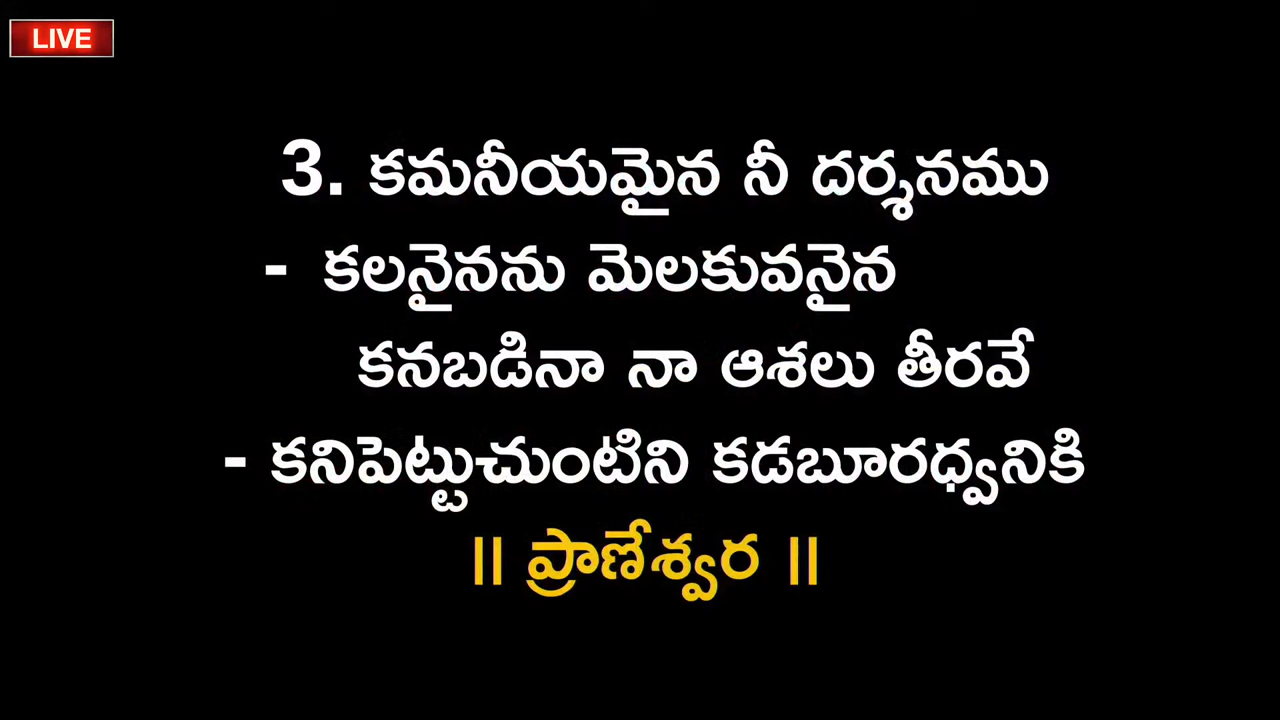 LIVE
3. కమనీయమైన నీ దర్శనము
- కలనైనను మెలకువనైన
కనబడినా నా ఆశలు తీరవే
- కనిపెట్టుచుంటిని కడబూరధ్వనికి
|| ప్రాణేశ్వర ||